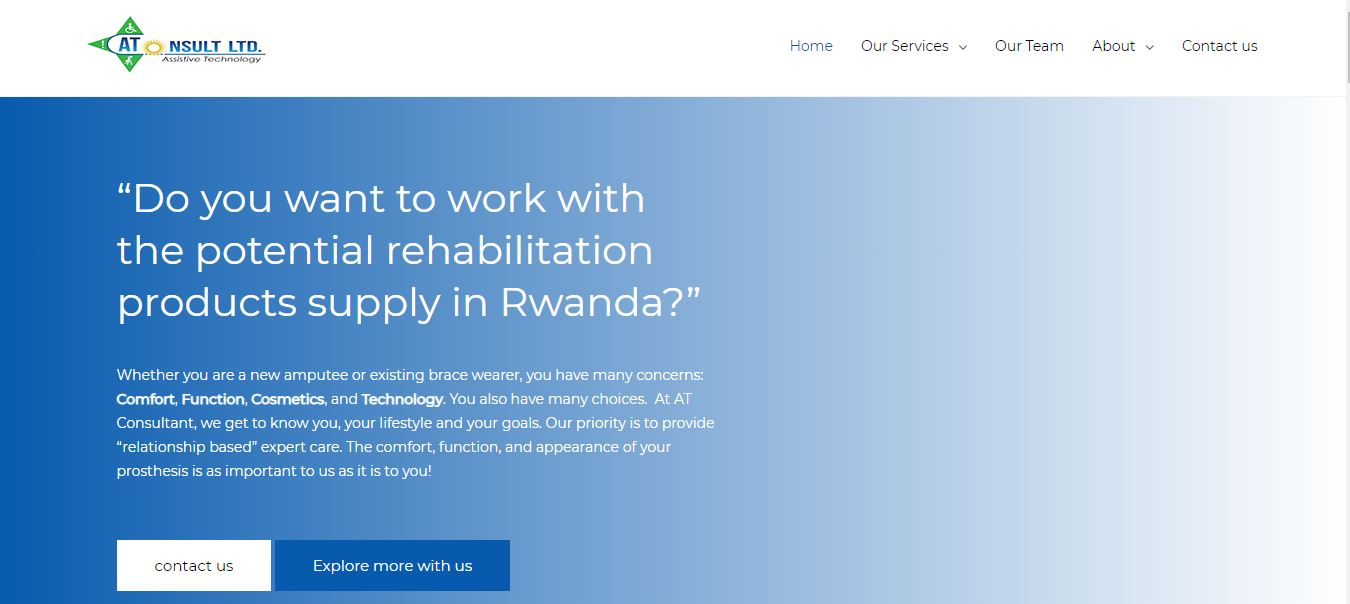 AT CONSULT LTD.
Assistive Technology
Home Our Services Our Team About Contact us
“Do you want to work with
the potential rehabilitation
products supply in Rwanda?”
Whether you are a new amputee or existing brace wearer, you have many concerns:
Comfort, Function, Cosmetics, and Technology. You also have many choices.  At AT
Consultant, we get to know you, your lifestyle and your goals. Our priority is to provide
“relationship based” expert care. The comfort, function, and appearance of your
prosthesis is as important to us as it is to you!
contact us Explore more with us